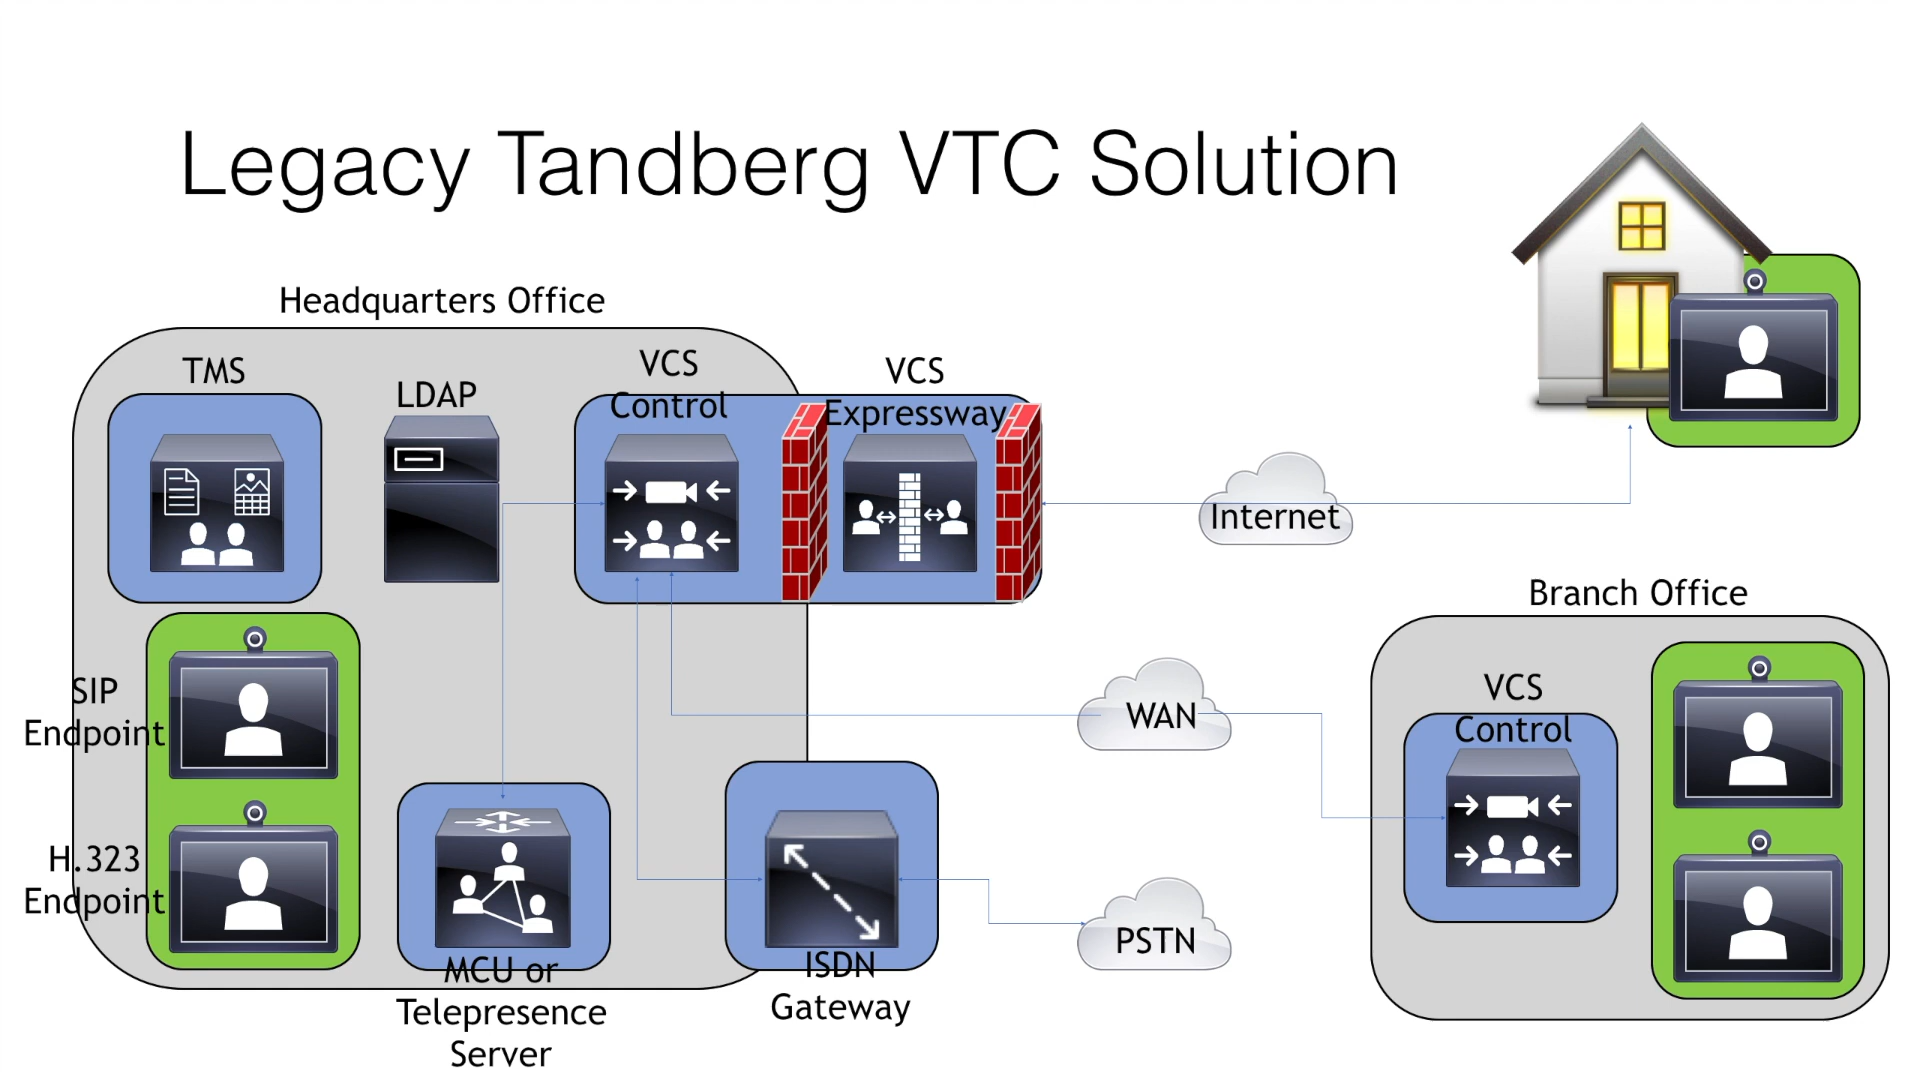 Legacy Tandberg VTC Solution
Headquarters Office
TMS
LDAP
VCS
Control
VCS
Expressway
Internet
Branch Office
SIP
Endpoint
WAN
VCS
Control
H.323
Endpoint
PSTN
MCU or
Telepresence
Server
ISDN
Gateway